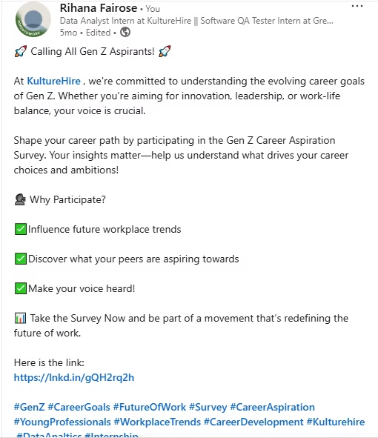 Rihana Fairose • You
Data Analyst Intern at KultureHire || Software QA Tester Intern at Gre...
5mo • Edited •
🚀 Calling All Gen Z Aspirants! 🚀
At KultureHire , we're committed to understanding the evolving career goals
of Gen Z. Whether you're aiming for innovation, leadership, or work-life
balance, your voice is crucial.
Shape your career path by participating in the Gen Z Career Aspiration
Survey. Your insights matter—help us understand what drives your career
choices and ambitions!
Why Participate?
✅Influence future workplace trends
✅Discover what your peers are aspiring towards
✅Make your voice heard!
📊 Take the Survey Now and be part of a movement that's redefining the
future of work.
Here is the link:
https://lnkd.in/gQH2rq2h
#GenZ #CareerGoals #FutureOfWork #Survey #CareerAspiration
#YoungProfessionals #WorkplaceTrends #CareerDevelopment #Kulturehire
#DataAnaltics #Internship